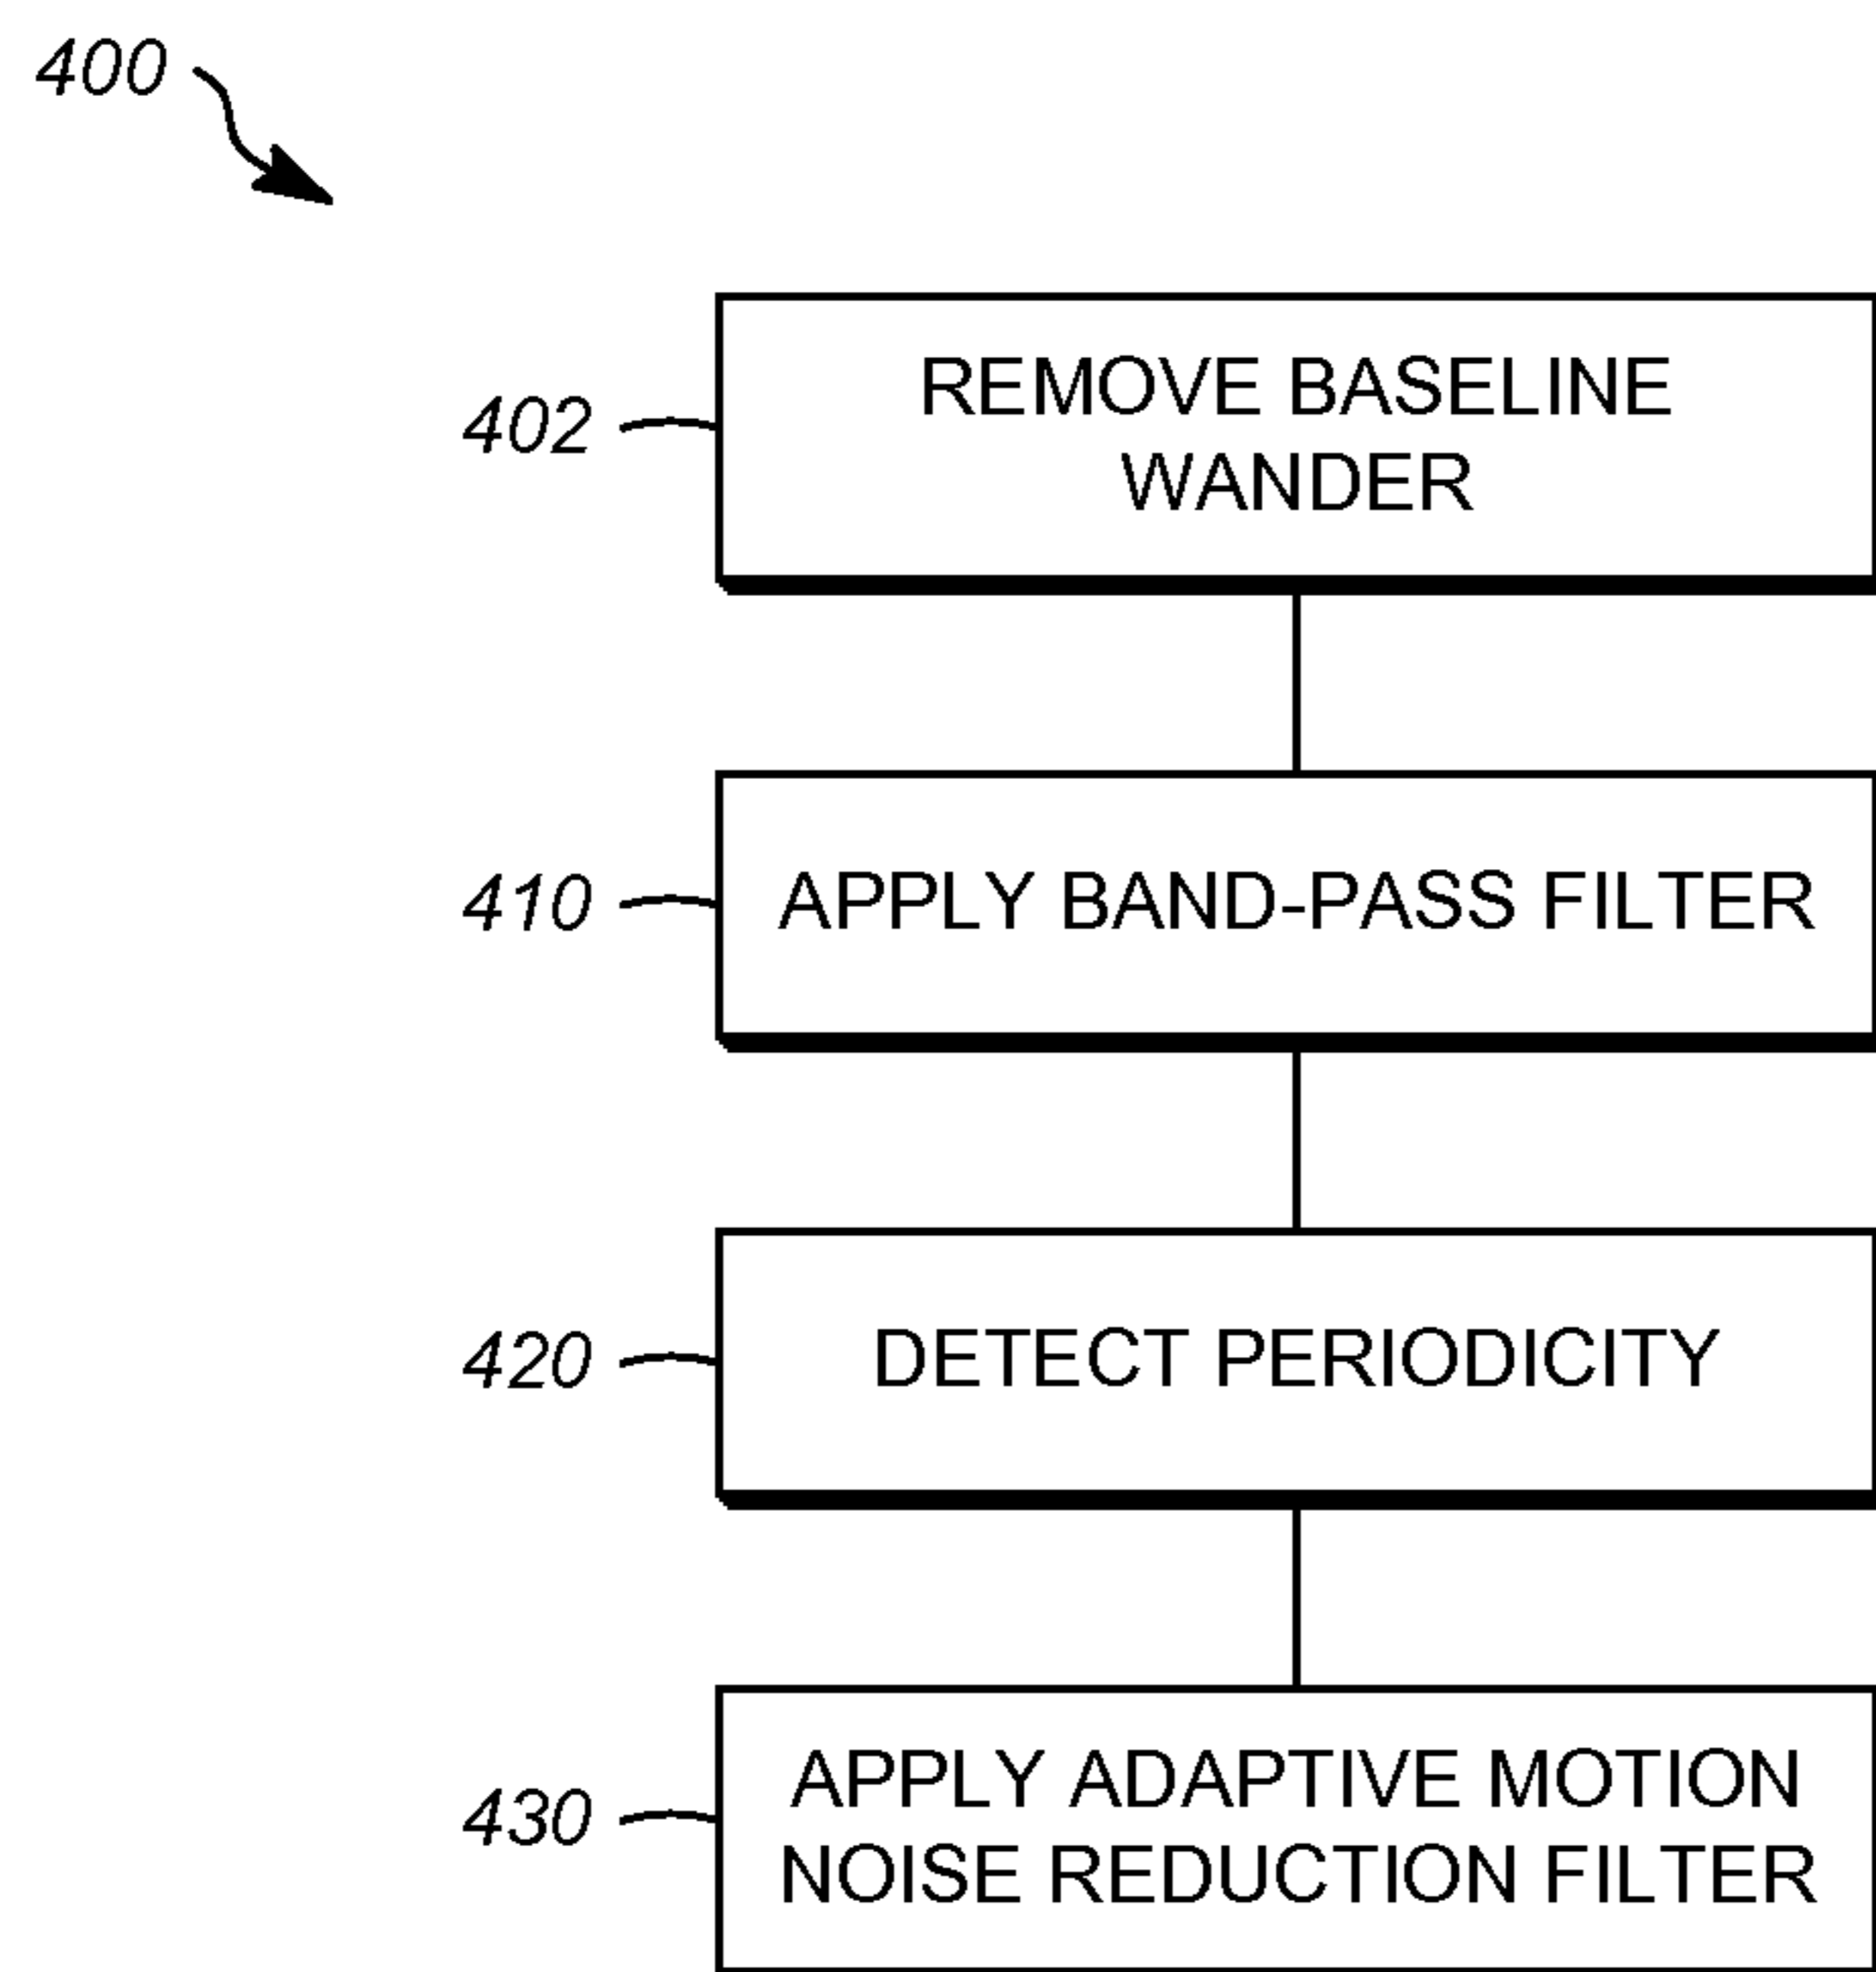 400
402
REMOVE BASELINE
WANDER
410
APPLY BAND-PASS FILTER
420
DETECT PERIODICITY
430
APPLY ADAPTIVE MOTION
NOISE REDUCTION FILTER